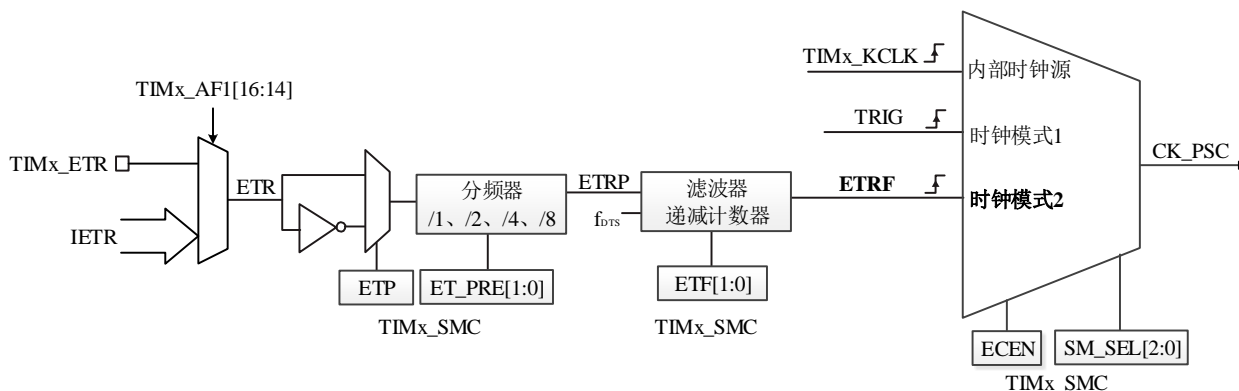 TIMx_KCLK
内部时钟源
TIMx_AF1[16:14]
TRIG
时钟模式1
TIMx_ETR
ETR
ETRP
ETRF
CK_PSC
分频器
/1、/2、/4、/8
滤波器
递减计数器
时钟模式2
fDTS
IETR
ETP
ET_PRE[1:0]
ETF[1:0]
TIMx_SMC
TIMx_SMC
ECEN
SM_SEL[2:0]
TIMx_SMC